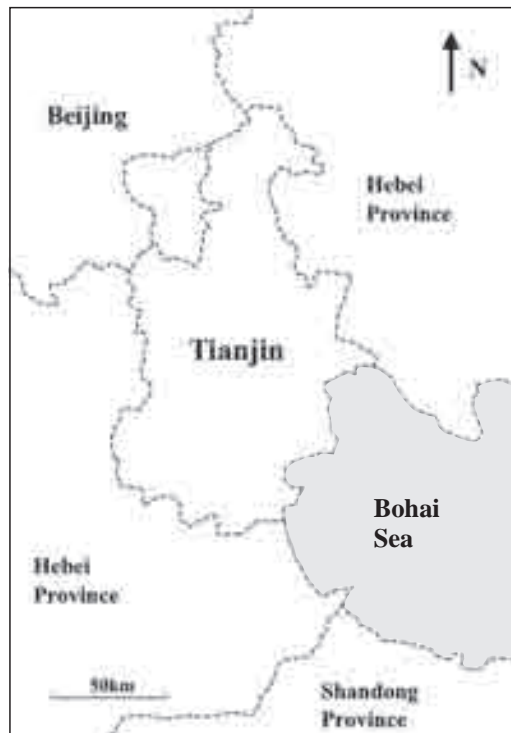 N
Beijing
Hebei
Province
Tianjin
Bohai
Sea
Hebei
Province
50km
Shandong
Province